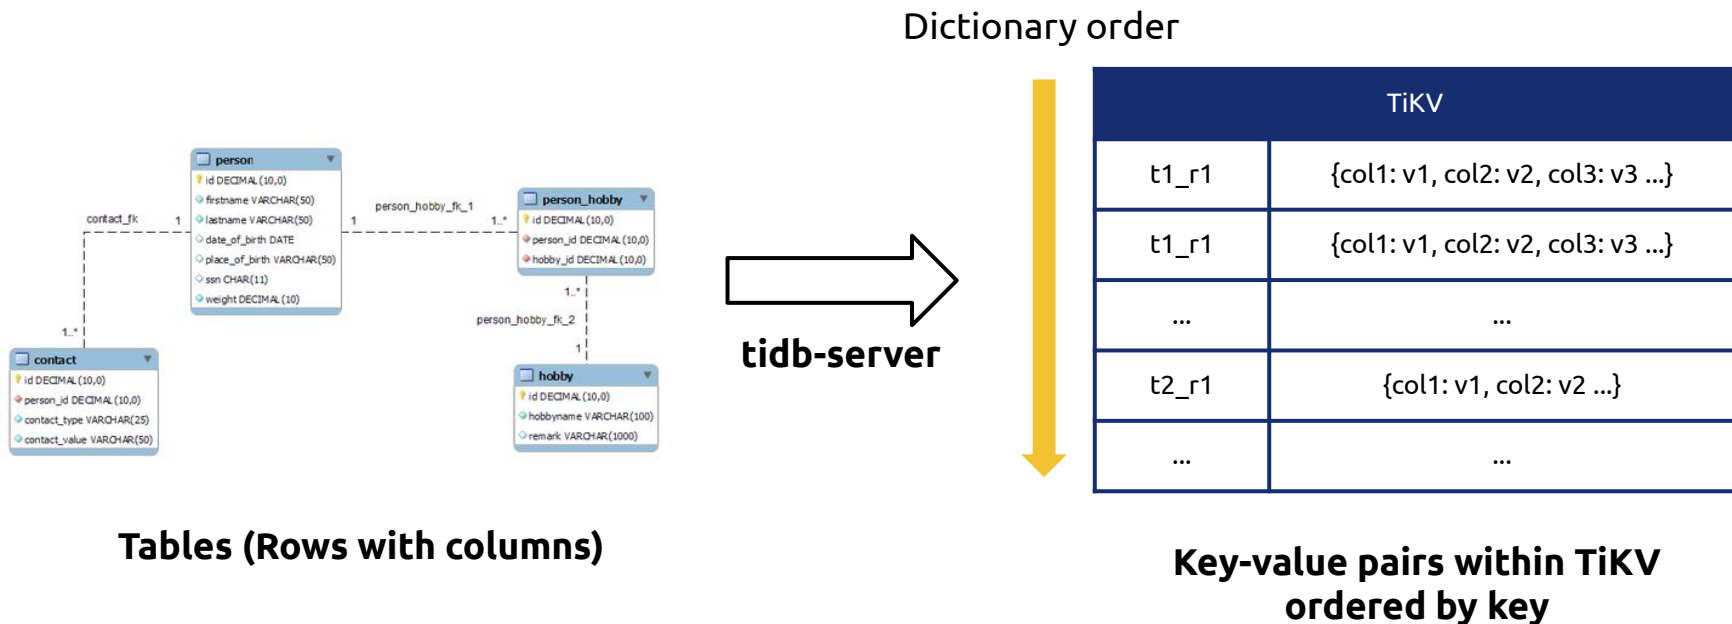 Dictionary order
TiKV
t1_r1 {col1: v1, col2: v2, col3: v3 ...}
t1_r1 {col1: v1, col2: v2, col3: v3 ...}
... ...
t2_r1 {col1: v1, col2: v2 ...}
... ...
person
id DECIMAL(10,0)
firstname VARCHAR(50)
lastname VARCHAR(50)
date_of_birth DATE
place_of_birth VARCHAR(50)
ssn CHAR(11)
weight DECIMAL(10)
contact_fk
1
1..*
person_hobby_fk_1
1
1..*
person_hobby
id DECIMAL(10,0)
person_id DECIMAL(10,0)
hobby_id DECIMAL(10,0)
1..*
person_hobby_fk_2
1
contact
id DECIMAL(10,0)
person_id DECIMAL(10,0)
contact_type VARCHAR(25)
contact_value VARCHAR(50)
hobby
id DECIMAL(10,0)
hobbyname VARCHAR(100)
remark VARCHAR(1000)
tidb-server
Tables (Rows with columns)
Key-value pairs within TiKV
ordered by key